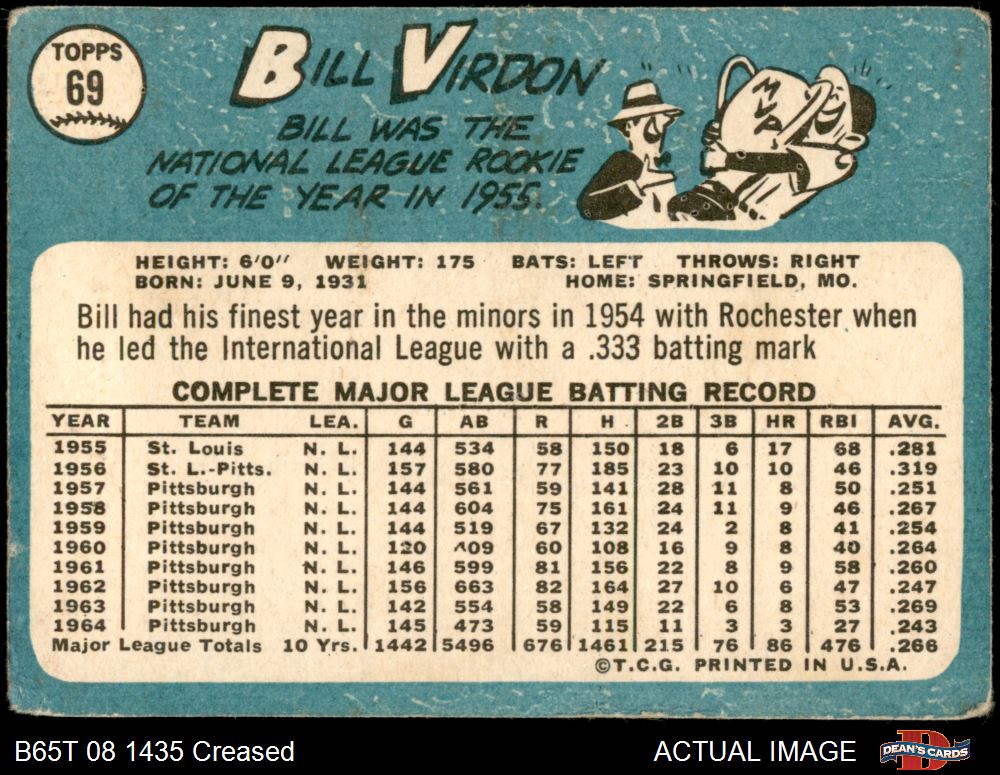 TOPPS
69
BILL VIRDON
BILL WAS THE
NATIONAL LEAGUE ROOKIE
OF THE YEAR IN 1955.
MVP
HEIGHT: 6'0" WEIGHT: 175 BATS: LEFT THROWS: RIGHT
BORN: JUNE 9, 1931 HOME: SPRINGFIELD, MO.
Bill had his finest year in the minors in 1954 with Rochester when
he led the International League with a .333 batting mark
COMPLETE MAJOR LEAGUE BATTING RECORD
YEAR TEAM LEA. G AB R H 2B 3B HR RBI AVG.
1955 St. Louis N. L. 144 534 58 150 18 6 17 68 .281
1956 St. L.-Pitts. N. L. 157 580 77 185 23 10 10 46 .319
1957 Pittsburgh N. L. 144 561 59 141 28 11 8 50 .251
1958 Pittsburgh N. L. 144 604 75 161 24 11 9 46 .267
1959 Pittsburgh N. L. 144 519 67 132 24 2 8 41 .254
1960 Pittsburgh N. L. 120 409 60 108 16 9 8 40 .264
1961 Pittsburgh N. L. 146 599 81 156 22 8 9 58 .260
1962 Pittsburgh N. L. 156 663 82 164 27 10 6 47 .247
1963 Pittsburgh N. L. 142 554 58 149 22 6 8 53 .269
1964 Pittsburgh N. L. 145 473 59 115 11 3 3 27 .243
Major League Totals 10 Yrs. 1442 5496 676 1461 215 76 86 476 .266
©T.C.G. PRINTED IN U.S.A.
B65T 08 1435 Creased ACTUAL IMAGE DEAN'S CARDS